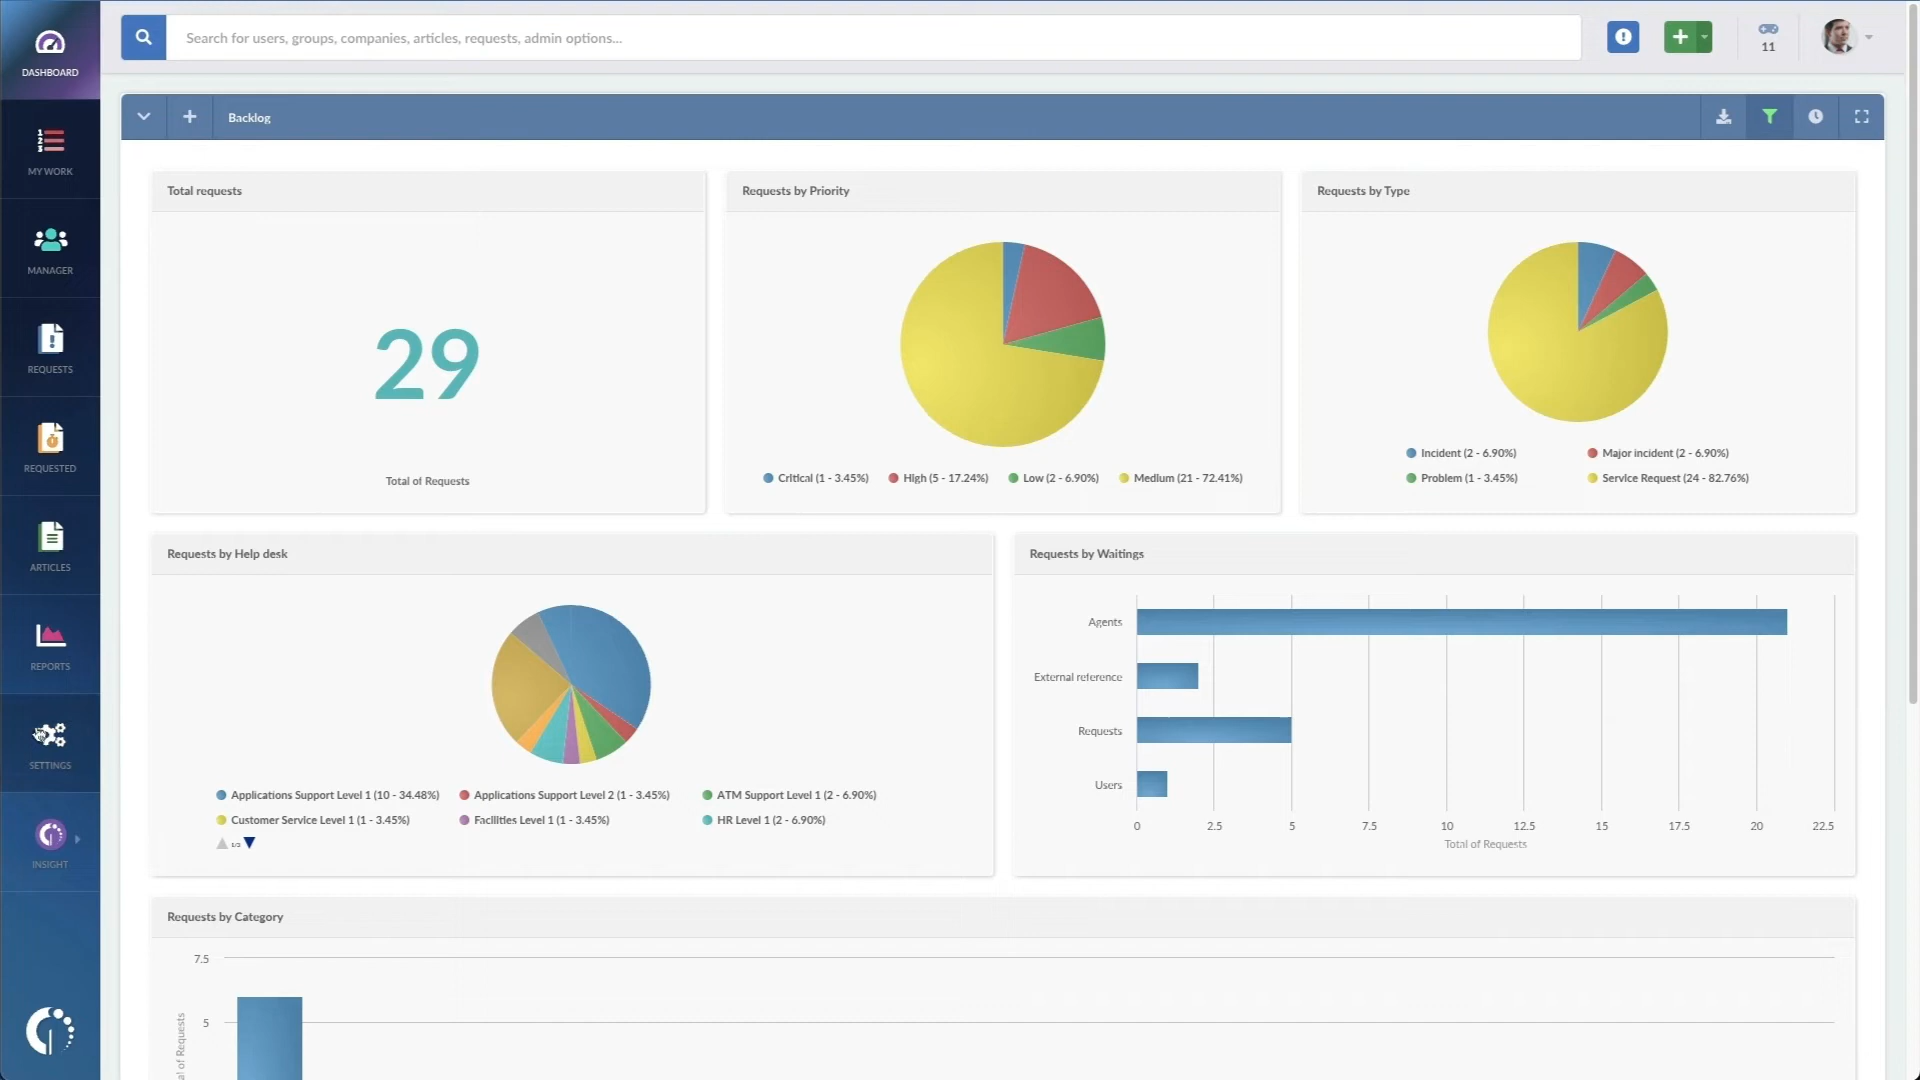 DASHBOARD
MY WORK
MANAGER
REQUESTS
REQUESTED
ARTICLES
REPORTS
SETTINGS
INSIGHT
Search for users, groups, companies, articles, requests, admin options...
11
Backlog
Total requests
29
Total of Requests
Requests by Priority
Critical (1 - 3.45%) High (5 - 17.24%) Low (2 - 6.90%) Medium (21 - 72.41%)
Requests by Type
Incident (2 - 6.90%) Major incident (2 - 6.90%)
Problem (1 - 3.45%) Service Request (24 - 82.76%)
Requests by Help desk
Applications Support Level 1 (10 - 34.48%) Applications Support Level 2 (1 - 3.45%) ATM Support Level 1 (2 - 6.90%)
Customer Service Level 1 (1 - 3.45%) Facilities Level 1 (1 - 3.45%) HR Level 1 (2 - 6.90%)
Requests by Waitings
Agents
External reference
Requests
Users
0 2.5 5 7.5 10 12.5 15 17.5 20 22.5
Total of Requests
Requests by Category
7.5
5
of Requests